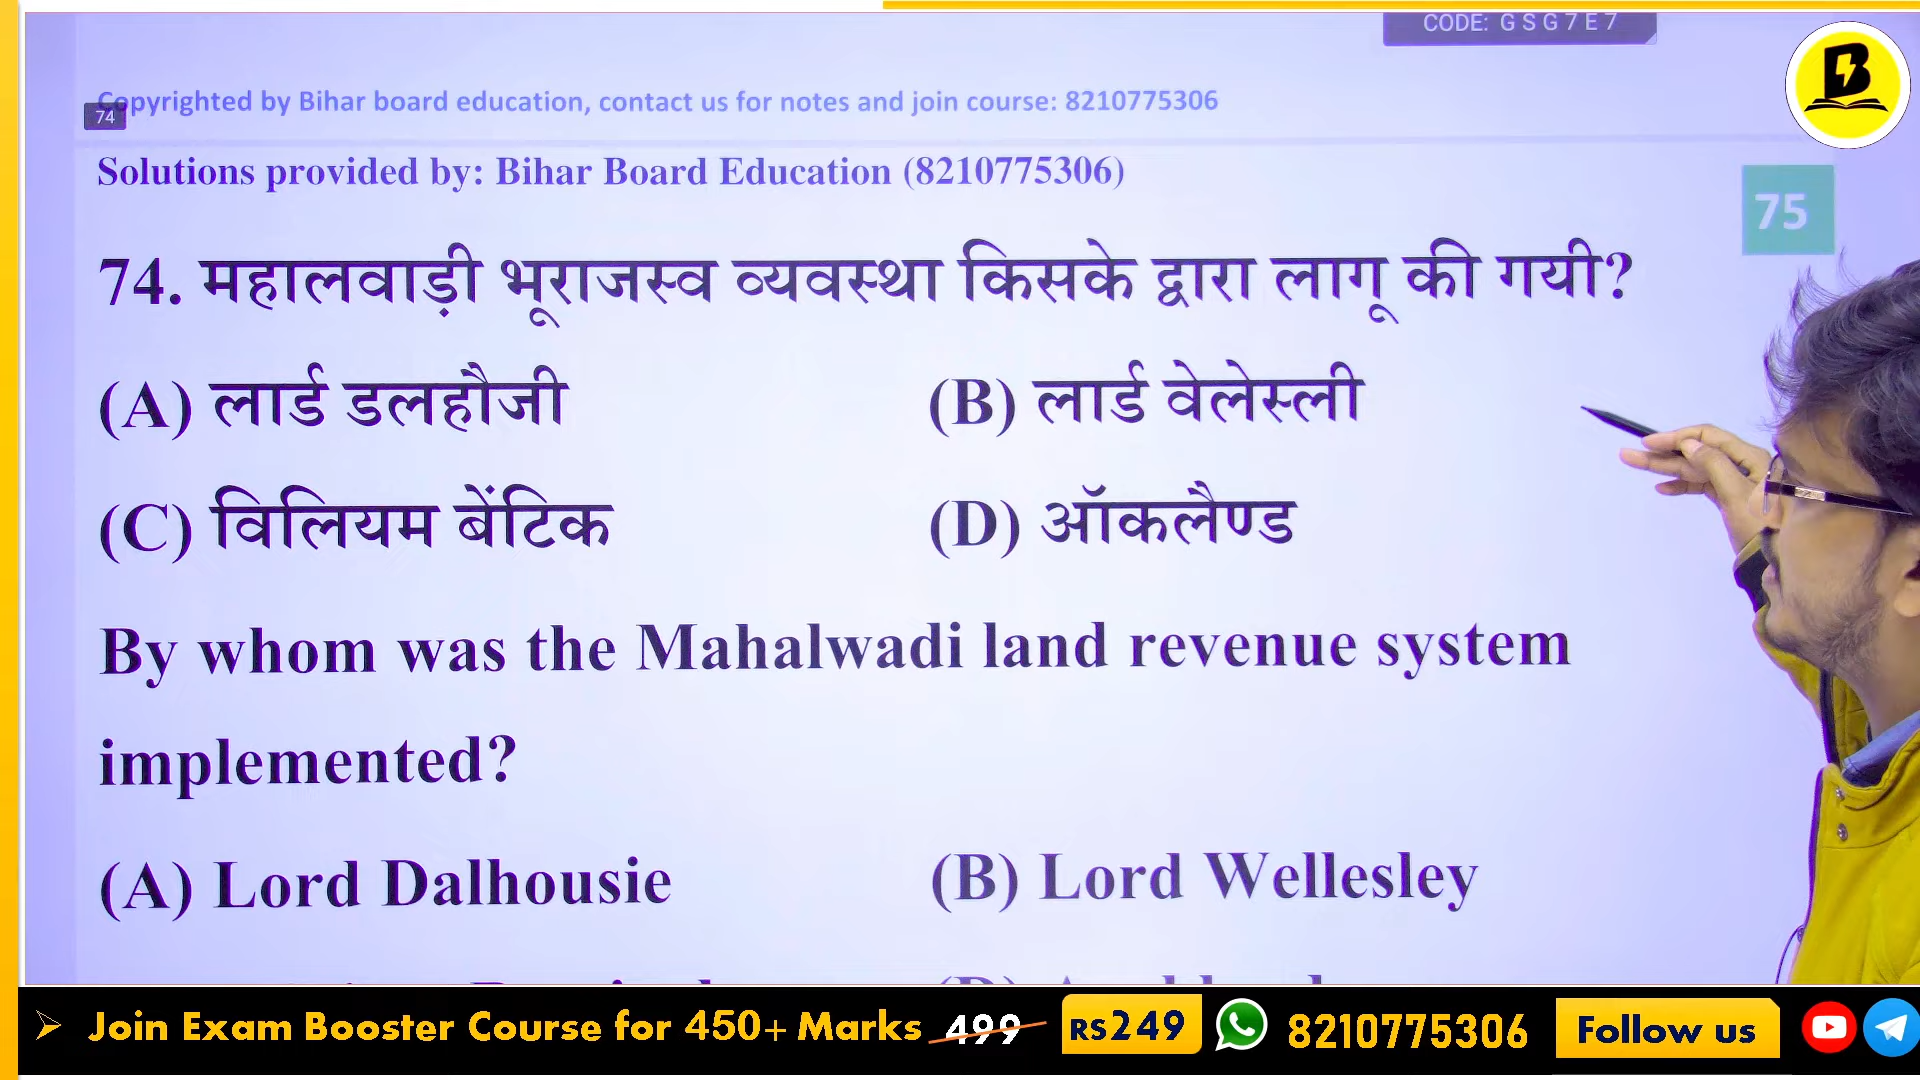 CODE: G S G 7 E 7
Copyrighted by Bihar board education, contact us for notes and join course: 8210775306
74
Solutions provided by: Bihar Board Education (8210775306)
75
74. महालवाड़ी भूराजस्व व्यवस्था किसके द्वारा लागू की गयी?
(A) लार्ड डलहौजी (B) लार्ड वेलेस्ली
(C) विलियम बेंटिक (D) ऑकलैण्ड
By whom was the Mahalwadi land revenue system
implemented?
(A) Lord Dalhousie (B) Lord Wellesley
Join Exam Booster Course for 450+ Marks 499 RS249 8210775306 Follow us